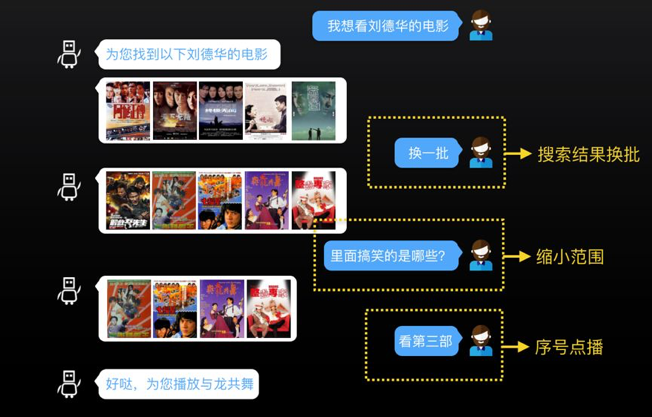 我想看刘德华的电影
为您找到以下刘德华的电影
换一批
搜索结果换批
里面搞笑的是哪些?
缩小范围
看第三部
序号点播
好哒，为您播放与龙共舞